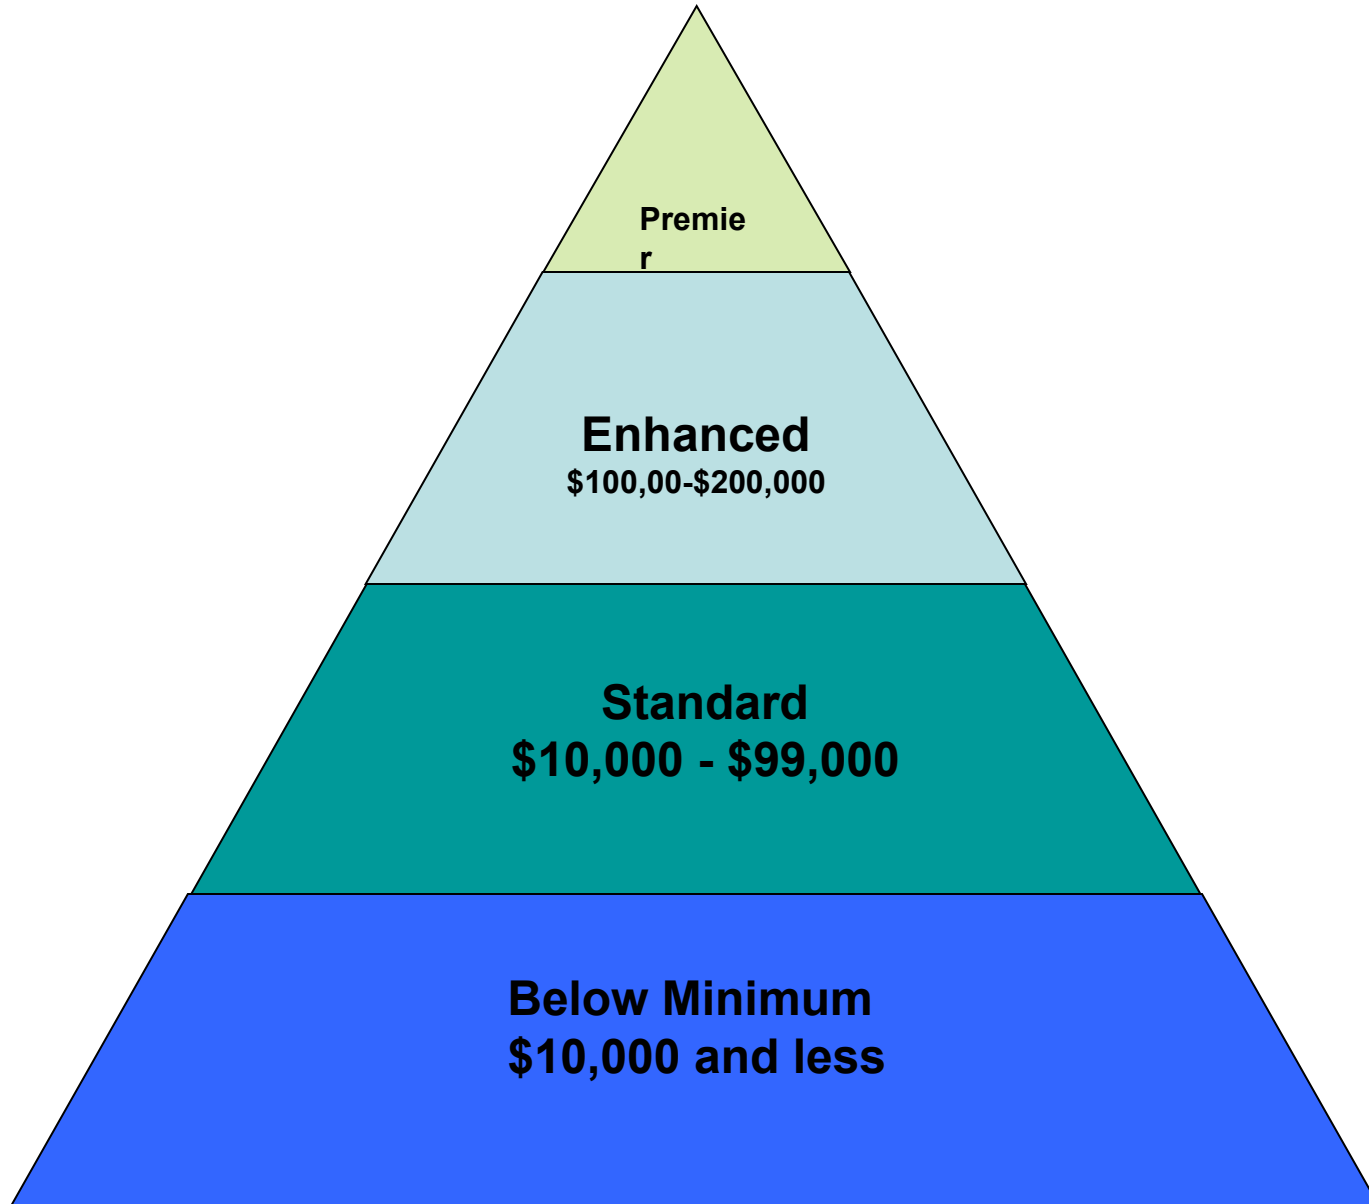 Premie
r
Enhanced
$100,00-$200,000
Standard
$10,000 - $99,000
Below Minimum
$10,000 and less